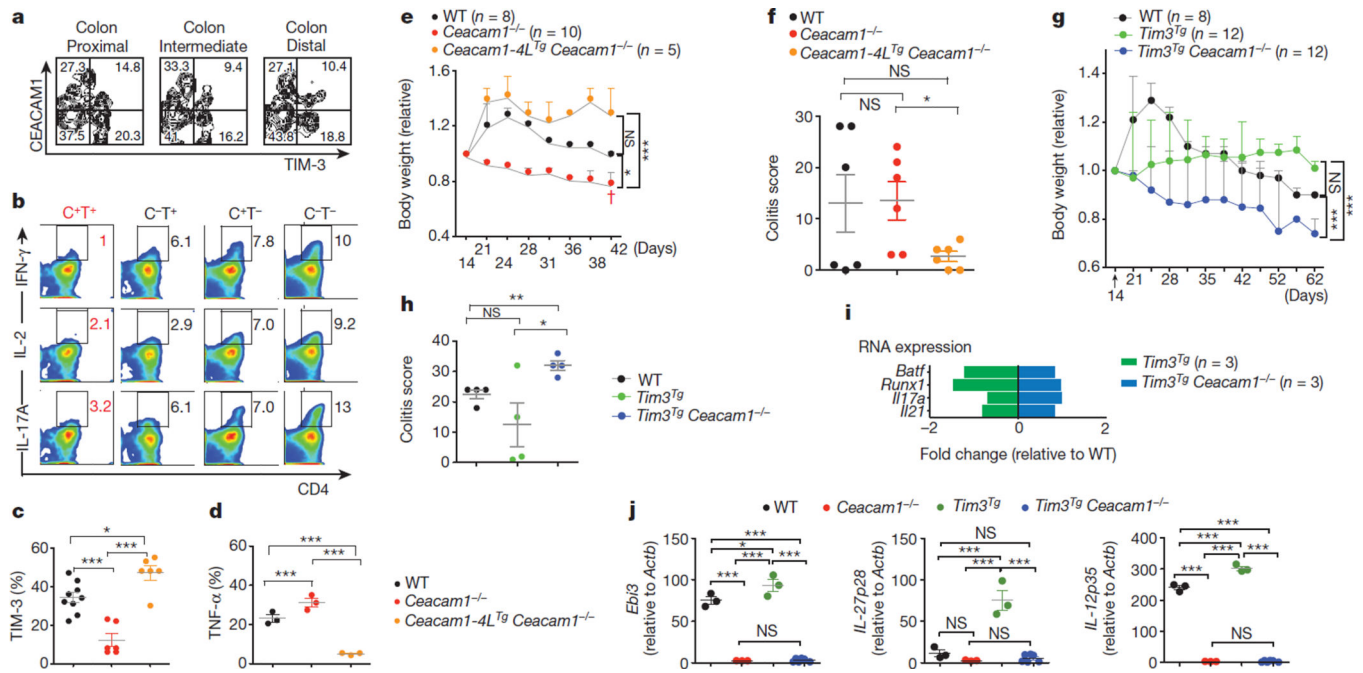 a
Colon Proximal
Colon Intermediate
Colon Distal
27.3 14.8
37.5 20.3
33.3 9.4
41 16.2
27.1 10.4
43.8 18.8
CEACAM1
TIM-3
b
C⁺T⁺ C⁻T⁺ C⁺T⁻ C⁻T⁻
IFN-γ
1 6.1 7.8 10
IL-2
2.1 2.9 7.0 9.2
IL-17A
3.2 6.1 7.0 13
CD4
c
TIM-3 (%)
60
40
20
0
*
*** ***
d
TNF-α (%)
60
40
20
0
***
***
***
WT
Ceacam1⁻/⁻
Ceacam1-4Lᵀᵍ Ceacam1⁻/⁻
e
WT (n = 8)
Ceacam1⁻/⁻ (n = 10)
Ceacam1-4Lᵀᵍ Ceacam1⁻/⁻ (n = 5)
Body weight (relative)
1.6
1.2
0.8
0.4
NS
***
*
†
21 28 34 42 (Days)
14 24 31 38
f
WT
Ceacam1⁻/⁻
Ceacam1-4Lᵀᵍ Ceacam1⁻/⁻
NS
NS *
Colitis score
30
20
10
0
g
WT (n = 8)
Tim3ᵀᵍ (n = 12)
Tim3ᵀᵍ Ceacam1⁻/⁻ (n = 12)
Body weight (relative)
1.4
1.2
1.0
0.8
0.6
NS
***
***
21 28 35 42 52 62
14 (Days)
h
Colitis score
60
40
20
0
**
NS
*
WT
Tim3ᵀᵍ
Tim3ᵀᵍ Ceacam1⁻/⁻
i
RNA expression
Batf
Runx1
Il17a
Il21
−2 0 2
Fold change (relative to WT)
Tim3ᵀᵍ (n = 3)
Tim3ᵀᵍ Ceacam1⁻/⁻ (n = 3)
j
WT Ceacam1⁻/⁻ Tim3ᵀᵍ Tim3ᵀᵍ Ceacam1⁻/⁻
Ebi3
(relative to Actb)
150
100
50
0
***
*
*** ***
***
NS
IL-27p28
(relative to Actb)
150
100
50
0
NS
***
*** ***
NS NS
IL-12p35
(relative to Actb)
400
300
200
100
0
***
***
*** ***
***
NS